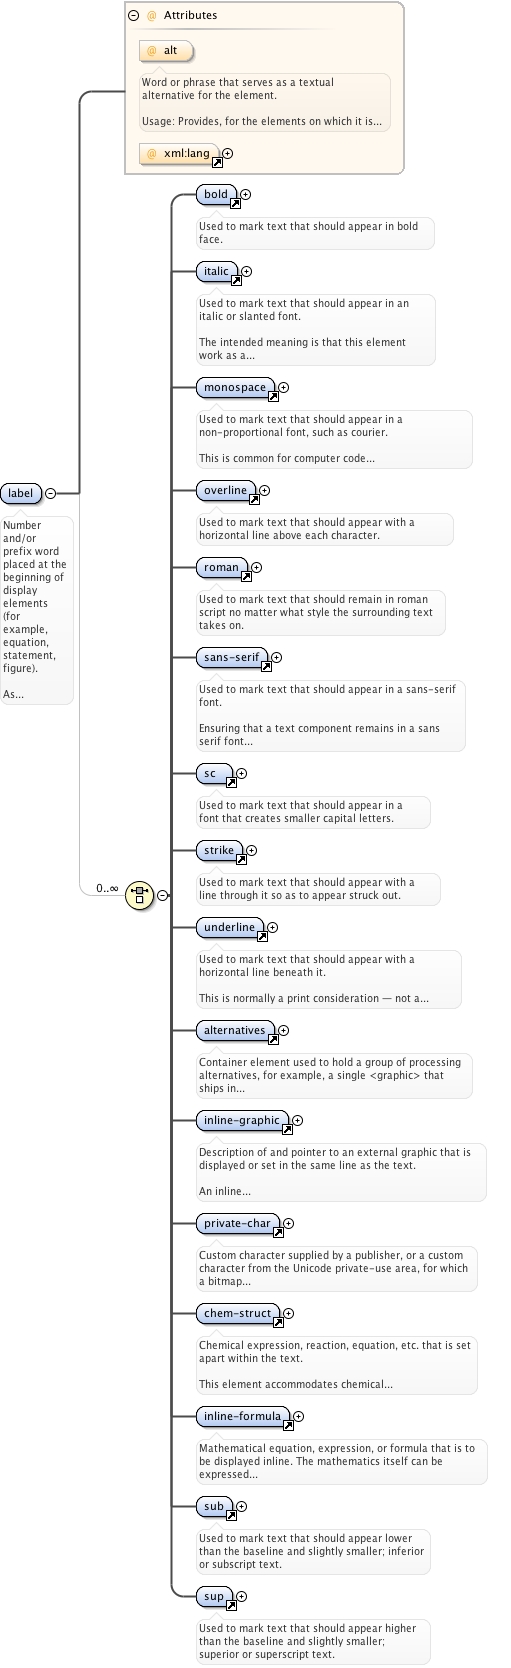 Attributes
@ alt
Word or phrase that serves as a textual
alternative for the element.
Usage: Provides, for the elements on which it is...
@ xml:lang
label
Number
and/or
prefix word
placed at the
beginning of
display
elements
(for
example,
equation,
statement,
figure).
As...
0..∞
bold
Used to mark text that should appear in bold
face.
italic
Used to mark text that should appear in an
italic or slanted font.
The intended meaning is that this element
work as a...
monospace
Used to mark text that should appear in a
non-proportional font, such as courier.
This is common for computer code...
overline
Used to mark text that should appear with a
horizontal line above each character.
roman
Used to mark text that should remain in roman
script no matter what style the surrounding text
takes on.
sans-serif
Used to mark text that should appear in a sans-serif
font.
Ensuring that a text component remains in a sans
serif font...
sc
Used to mark text that should appear in a
font that creates smaller capital letters.
strike
Used to mark text that should appear with a
line through it so as to appear struck out.
underline
Used to mark text that should appear with a
horizontal line beneath it.
This is normally a print consideration — not a...
alternatives
Container element used to hold a group of processing
alternatives, for example, a single <graphic> that
ships in...
inline-graphic
Description of and pointer to an external graphic that is
displayed or set in the same line as the text.
An inline...
private-char
Custom character supplied by a publisher, or a custom
character from the Unicode private-use area, for which
a bitmap...
chem-struct
Chemical expression, reaction, equation, etc. that is set
apart within the text.
This element accommodates chemical...
inline-formula
Mathematical equation, expression, or formula that is to
be displayed inline. The mathematics itself can be
expressed...
sub
Used to mark text that should appear lower
than the baseline and slightly smaller; inferior
or subscript text.
sup
Used to mark text that should appear higher
than the baseline and slightly smaller;
superior or superscript text.